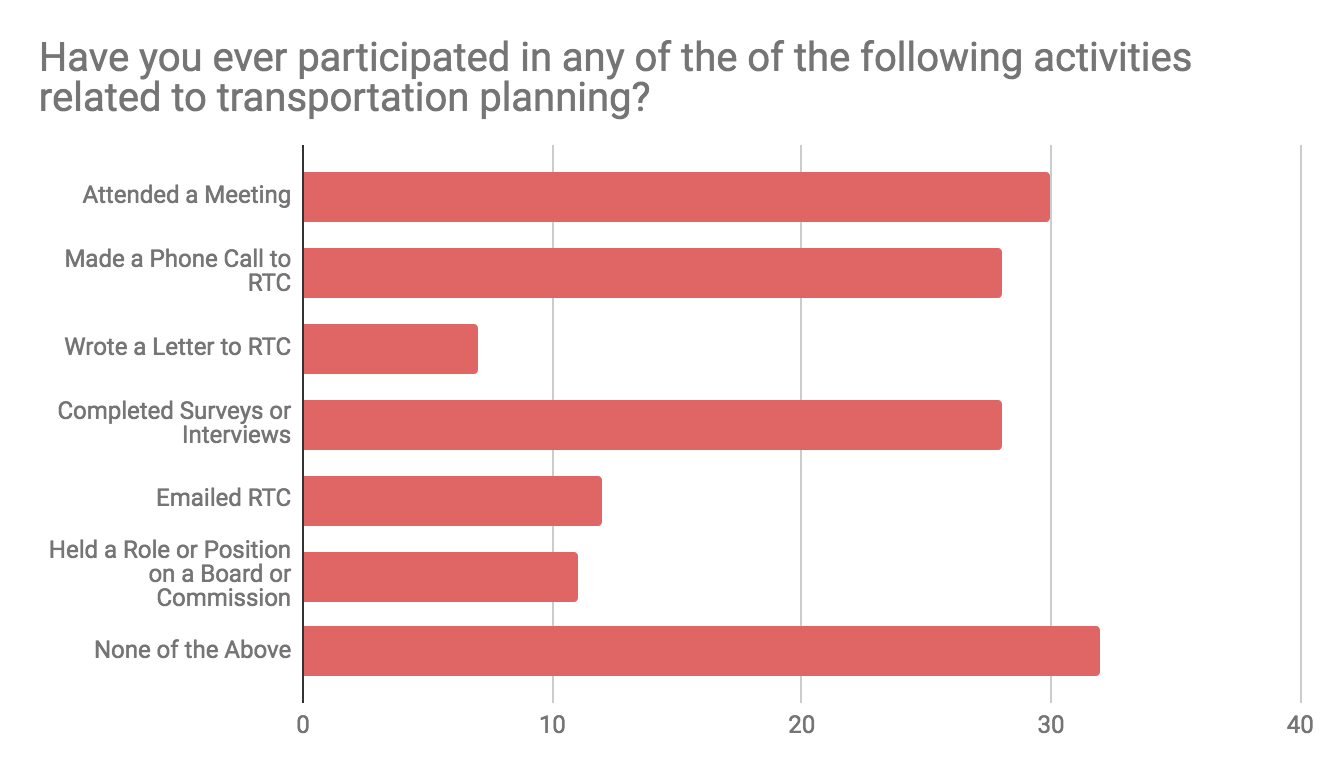 Have you ever participated in any of the of the following activities
related to transportation planning?
Attended a Meeting
Made a Phone Call to
RTC
Wrote a Letter to RTC
Completed Surveys or
Interviews
Emailed RTC
Held a Role or Position
on a Board or
Commission
None of the Above
0 10 20 30 40